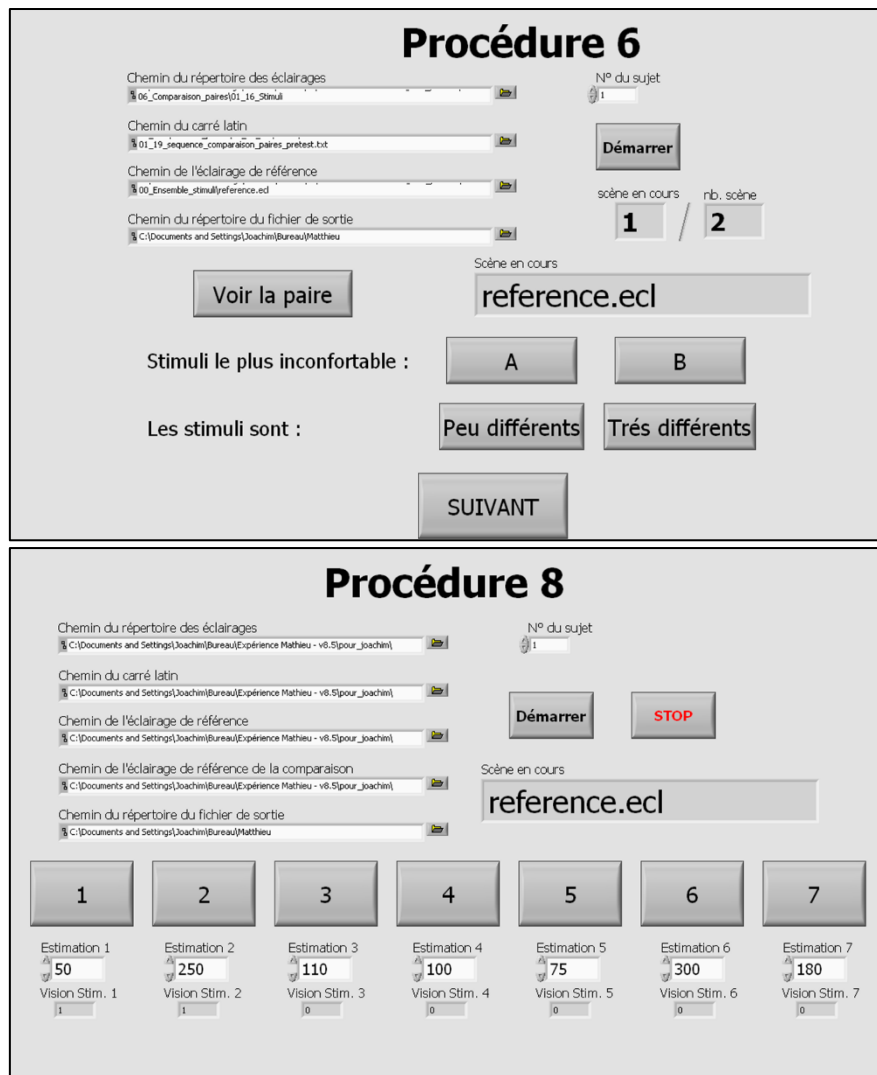 Procédure 6
Chemin du répertoire des éclairages
06_Comparaison_paires\01_16_Stimuli
N° du sujet
1
Chemin du carré latin
01_19_sequence_comparaison_paires_pretest.txt
Démarrer
Chemin de l'éclairage de référence
00_Ensemble_stimuli\reference.ecl
scène en cours
nb. scène
1 / 2
Chemin du répertoire du fichier de sortie
C:\Documents and Settings\Joachim\Bureau\Matthieu
Voir la paire
Scène en cours
reference.ecl
Stimuli le plus inconfortable :
A
B
Les stimuli sont :
Peu différents
Trés différents
SUIVANT
Procédure 8
Chemin du répertoire des éclairages
C:\Documents and Settings\Joachim\Bureau\Expérience Mathieu - v8.5\pour_joachim\
N° du sujet
1
Chemin du carré latin
C:\Documents and Settings\Joachim\Bureau\Expérience Mathieu - v8.5\pour_joachim\
Démarrer
STOP
Chemin de l'éclairage de référence
C:\Documents and Settings\Joachim\Bureau\Expérience Mathieu - v8.5\pour_joachim\
Chemin de l'éclairage de référence de la comparaison
C:\Documents and Settings\Joachim\Bureau\Expérience Mathieu - v8.5\pour_joachim\
Scène en cours
reference.ecl
Chemin du répertoire du fichier de sortie
C:\Documents and Settings\Joachim\Bureau\Matthieu
1 2 3 4 5 6 7
Estimation 1 Estimation 2 Estimation 3 Estimation 4 Estimation 5 Estimation 6 Estimation 7
50 250 110 100 75 300 180
Vision Stim. 1 Vision Stim. 2 Vision Stim. 3 Vision Stim. 4 Vision Stim. 5 Vision Stim. 6 Vision Stim. 7
1 1 0 0 0 0 0